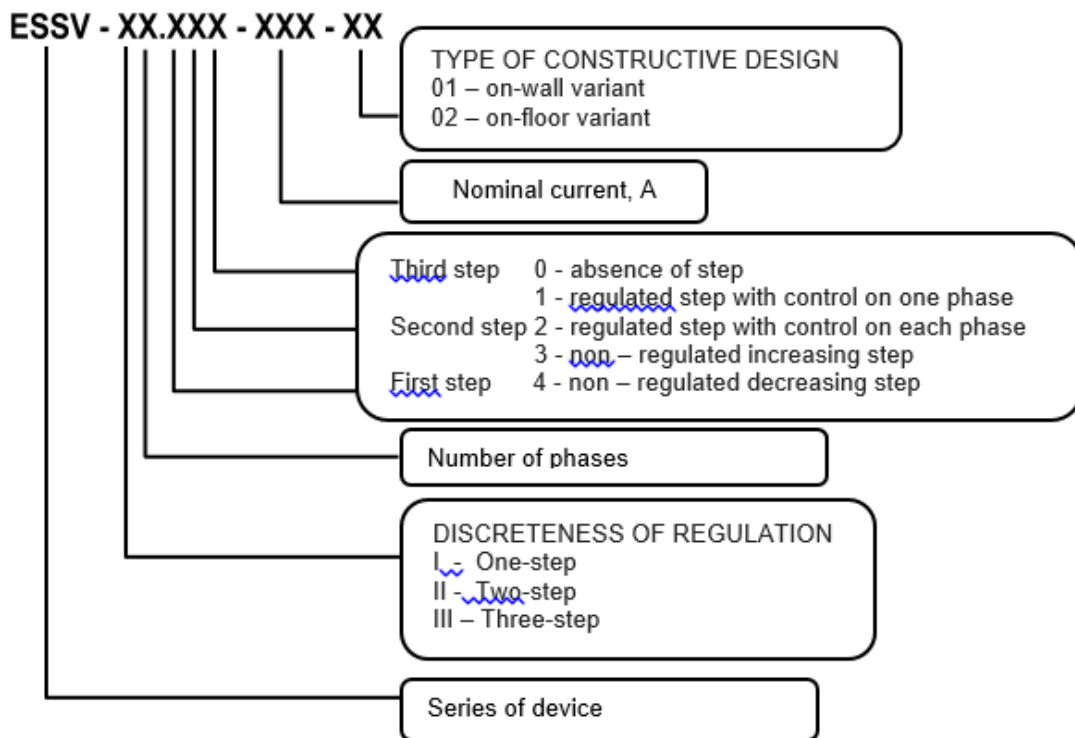 ESSV - XX.XXX - XXX - XX
TYPE OF CONSTRUCTIVE DESIGN
01 – on-wall variant
02 – on-floor variant
Nominal current, A
Third step 0 - absence of step
1 - regulated step with control on one phase
Second step 2 - regulated step with control on each phase
3 - non – regulated increasing step
First step 4 - non – regulated decreasing step
Number of phases
DISCRETENESS OF REGULATION
I - One-step
II - Two-step
III – Three-step
Series of device